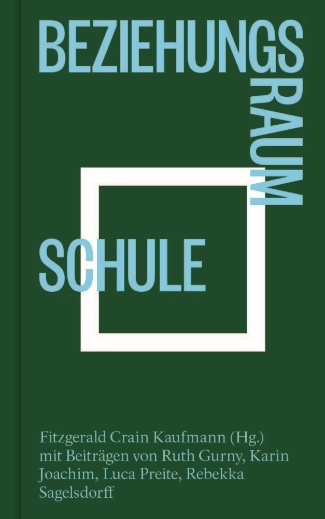 BEZIEHUNGS
RAUM
SCHULE
Fitzgerald Crain Kaufmann (Hg.)
mit Beiträgen von Ruth Gurny, Karin
Joachim, Luca Preite, Rebekka
Sagelsdorff